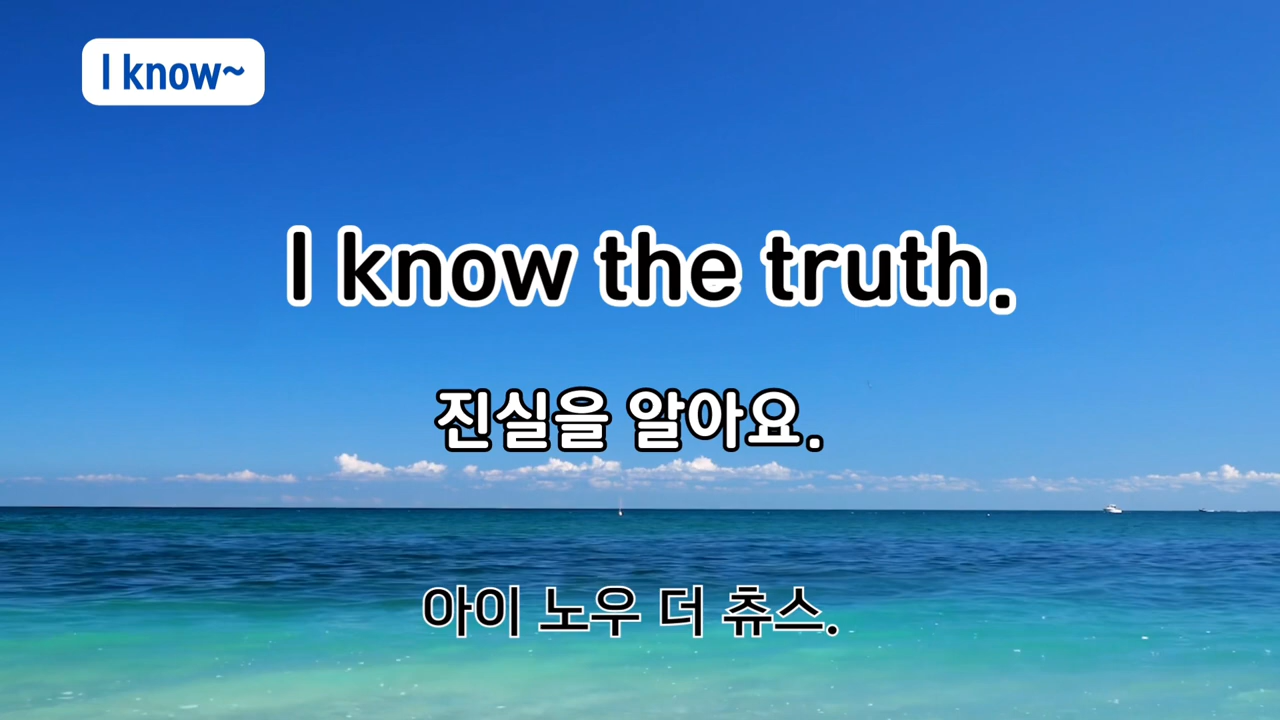 I know~
I know the truth.
진실을 알아요.
아이 노우 더 츄스.